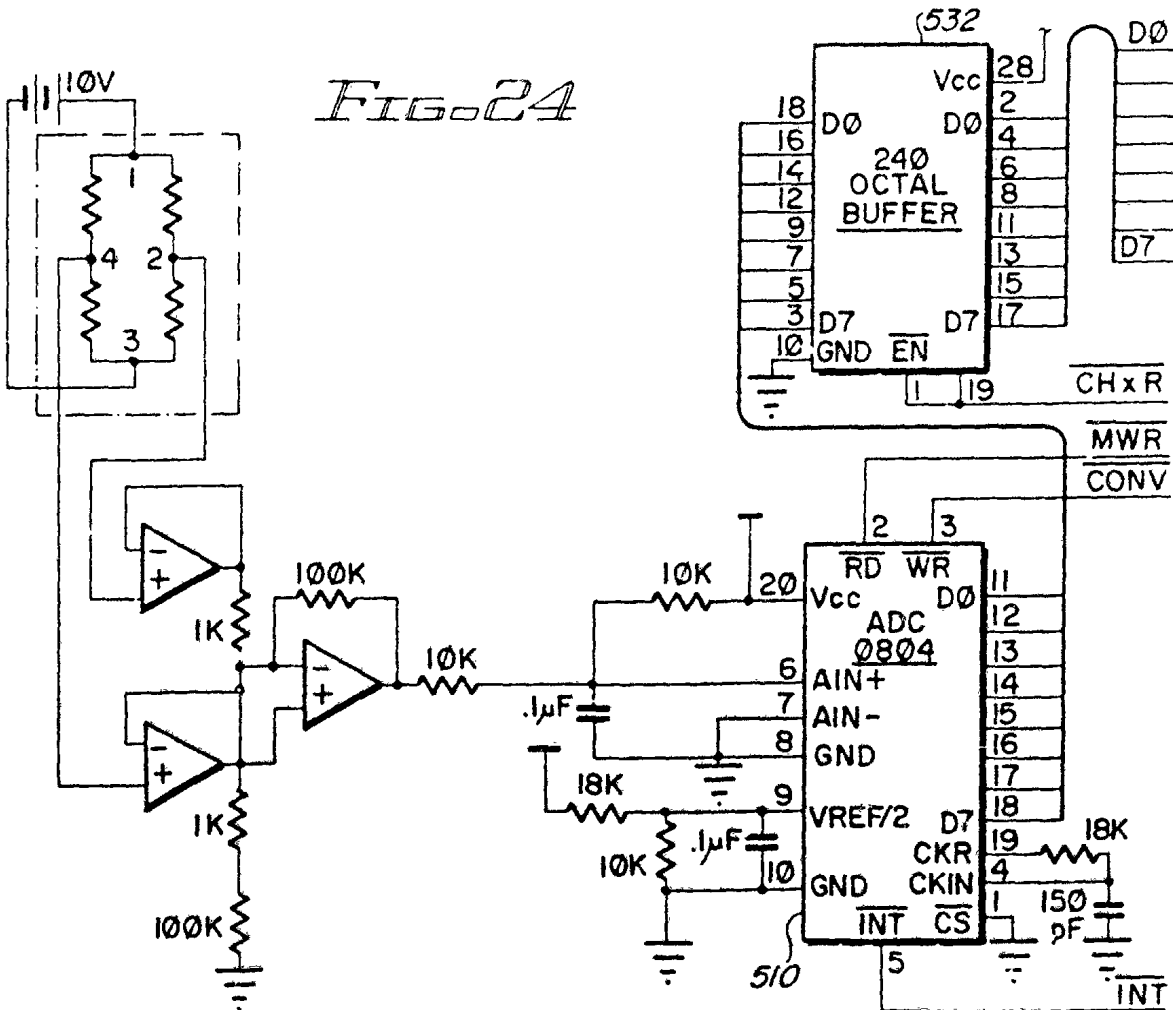 FIG. 24
10V
1
4
2
3
532
Vcc
28
D0
18
D0
D0
2
16
4
14
240
6
12
OCTAL
8
9
BUFFER
11
7
13
D7
5
15
3
D7
D7
17
10
GND
EN
1
19
CHxR
MWR
CONV
2
3
RD
WR
-
+
100K
10K
20
Vcc
D0
11
1K
ADC
0804
12
-
+
10K
6
AIN+
13
.1µF
7
AIN-
14
15
-
+
8
GND
16
17
18K
9
VREF/2
D7
18
1K
.1µF
CKR
19
18K
10K
10
GND
CKIN
4
INT
CS
1
150
pF
100K
510
5
INT